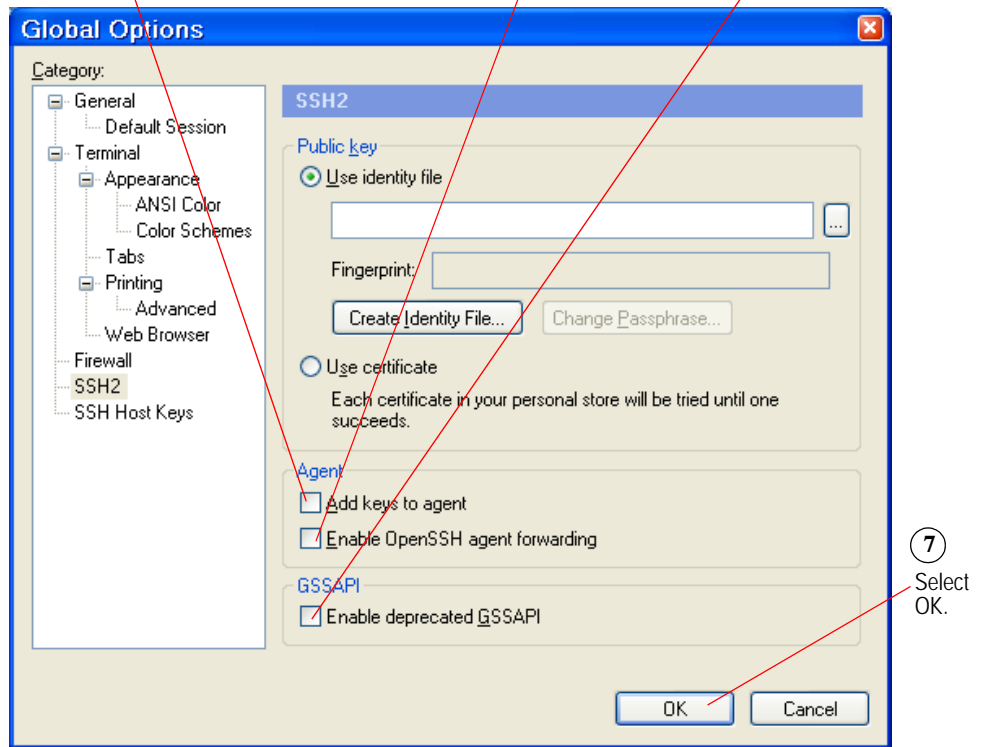 Global Options
Category:
General
Default Session
Terminal
Appearance
ANSI Color
Color Schemes
Tabs
Printing
Advanced
Web Browser
Firewall
SSH2
SSH Host Keys
SSH2
Public key
Use identity file
...
Fingerprint:
Create Identity File...
Change Passphrase...
Use certificate
Each certificate in your personal store will be tried until one
succeeds.
Agent
Add keys to agent
Enable OpenSSH agent forwarding
GSSAPI
Enable deprecated GSSAPI
7
Select
OK.
OK
Cancel